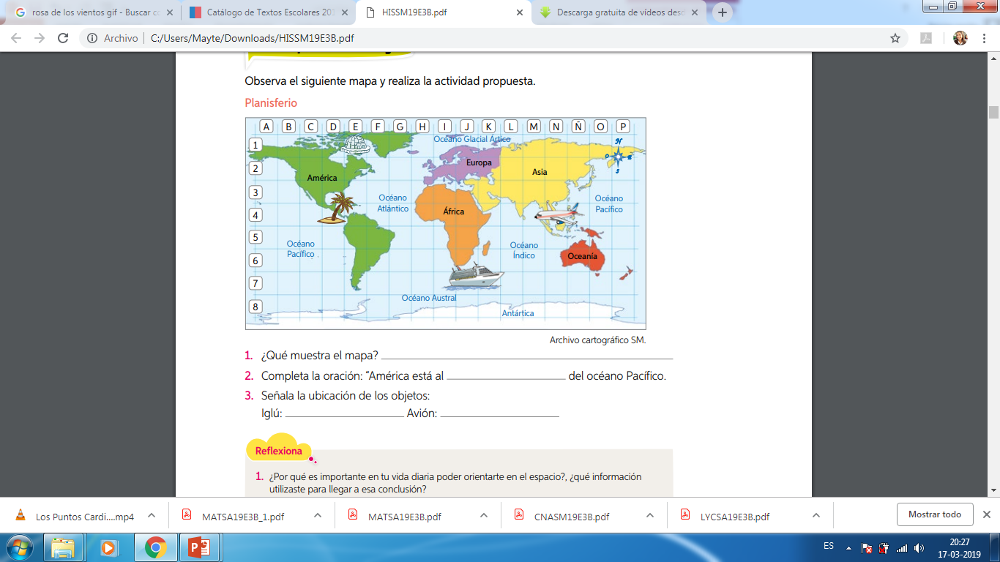 rosa de los vientos gif - Buscar co
Catálogo de Textos Escolares 201
HISSM19E3B.pdf
Descarga gratuita de vídeos desd
Archivo
C:/Users/Mayte/Downloads/HISSM19E3B.pdf
Observa el siguiente mapa y realiza la actividad propuesta.
Planisferio
A B C D E F G H I J K L M N Ñ O P
Océano Glacial Ártico
N
1
O E
2
Europa
Asia
S
América
3
Océano
Atlántico
Océano
Pacífico
4
África
5
Océano
Pacífico
Océano
Índico
6
Oceanía
7
Océano Austral
8
Antártica
Archivo cartográfico SM.
1. ¿Qué muestra el mapa?
2. Completa la oración: “América está al del océano Pacífico.
3. Señala la ubicación de los objetos:
Iglú: Avión:
Reflexiona
1. ¿Por qué es importante en tu vida diaria poder orientarte en el espacio?, ¿qué información
utilizaste para llegar a esa conclusión?
Los Puntos Cardi....mp4
MATSA19E3B_1.pdf
MATSA19E3B.pdf
CNASM19E3B.pdf
LYCSA19E3B.pdf
Mostrar todo
ES
20:27
17-03-2019